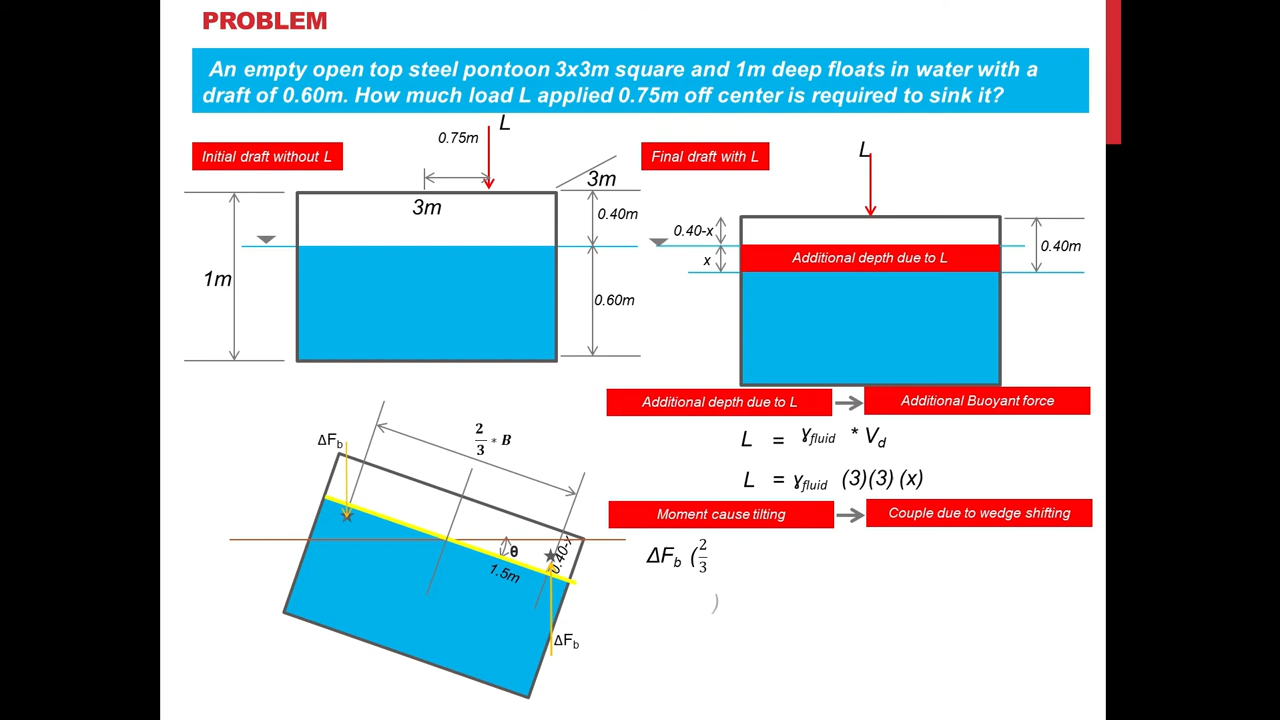 PROBLEM
An empty open top steel pontoon 3x3m square and 1m deep floats in water with a
draft of 0.60m. How much load L applied 0.75m off center is required to sink it?
Initial draft without L
0.75m
L
3m
3m
0.40m
1m
0.60m
Final draft with L
L
0.40-x
x
Additional depth due to L
0.40m
Additional depth due to L
Additional Buoyant force
L = ɣfluid * Vd
L = ɣfluid (3)(3) (x)
Moment cause tilting
Couple due to wedge shifting
ΔFb (2/3
)
ΔFb
2/3 * B
θ
1.5m
0.40-x
ΔFb